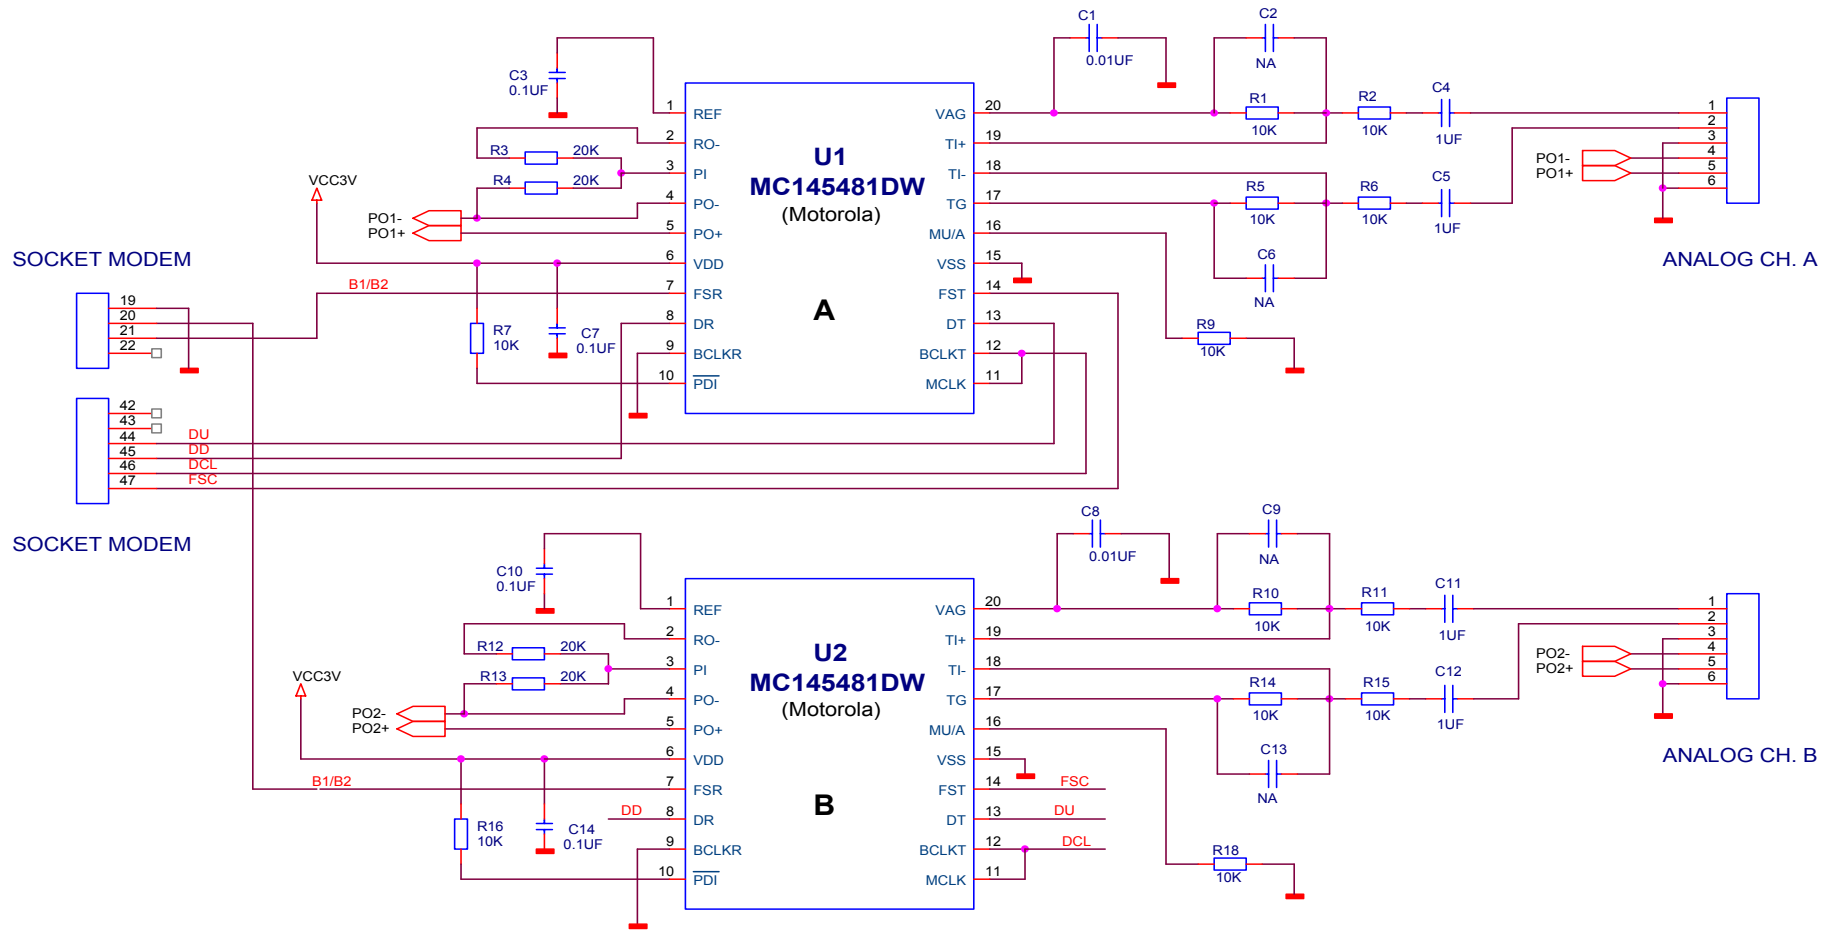 C1
0.01UF
C2
NA
C3
0.1UF
1 REF
2 RO-
3 PI
4 PO-
5 PO+
6 VDD
7 FSR
8 DR
9 BCLKR
10 PDI
U1
MC145481DW
(Motorola)
A
VAG 20
TI+ 19
TI- 18
TG 17
MU/A 16
VSS 15
FST 14
DT 13
BCLKT 12
MCLK 11
R3 20K
R4 20K
VCC3V
PO1-
PO1+
B1/B2
R7
10K
C7
0.1UF
R1
10K
R2
10K
C4
1UF
R5
10K
R6
10K
C5
1UF
C6
NA
R9
10K
1
2
3
4
5
6
PO1-
PO1+
ANALOG CH. A
SOCKET MODEM
19
20
21
22
42
43
44 DU
45 DD
46 DCL
47 FSC
SOCKET MODEM
C8
0.01UF
C9
NA
C10
0.1UF
1 REF
2 RO-
3 PI
4 PO-
5 PO+
6 VDD
7 FSR
8 DR
9 BCLKR
10 PDI
U2
MC145481DW
(Motorola)
B
VAG 20
TI+ 19
TI- 18
TG 17
MU/A 16
VSS 15
FST 14 FSC
DT 13 DU
BCLKT 12 DCL
MCLK 11
R12 20K
R13 20K
VCC3V
PO2-
PO2+
B1/B2
DD
R16
10K
C14
0.1UF
R10
10K
R11
10K
C11
1UF
R14
10K
R15
10K
C12
1UF
C13
NA
R18
10K
1
2
3
4
5
6
PO2-
PO2+
ANALOG CH. B